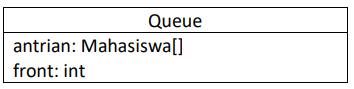 Queue
antrian: Mahasiswa[]
front: int